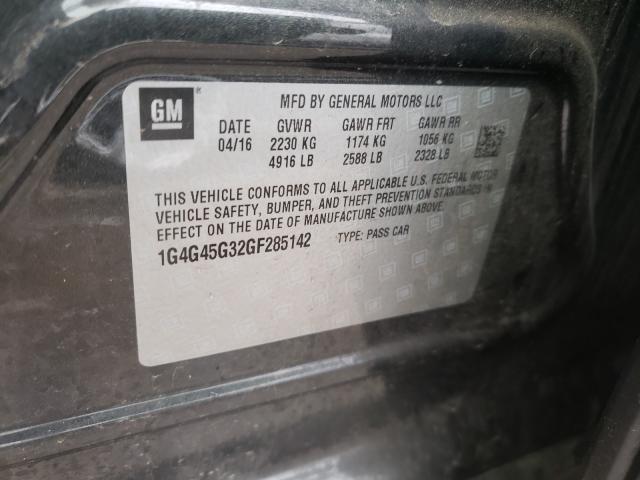 GM ® MFD BY GENERAL MOTORS LLC
DATE GVWR GAWR FRT GAWR RR
04/16 2230 KG 1174 KG 1056 KG
4916 LB 2588 LB 2328 LB
THIS VEHICLE CONFORMS TO ALL APPLICABLE U.S. FEDERAL MOTOR
VEHICLE SAFETY, BUMPER, AND THEFT PREVENTION STANDARDS IN
EFFECT ON THE DATE OF MANUFACTURE SHOWN ABOVE.
1G4G45G32GF285142 TYPE: PASS CAR